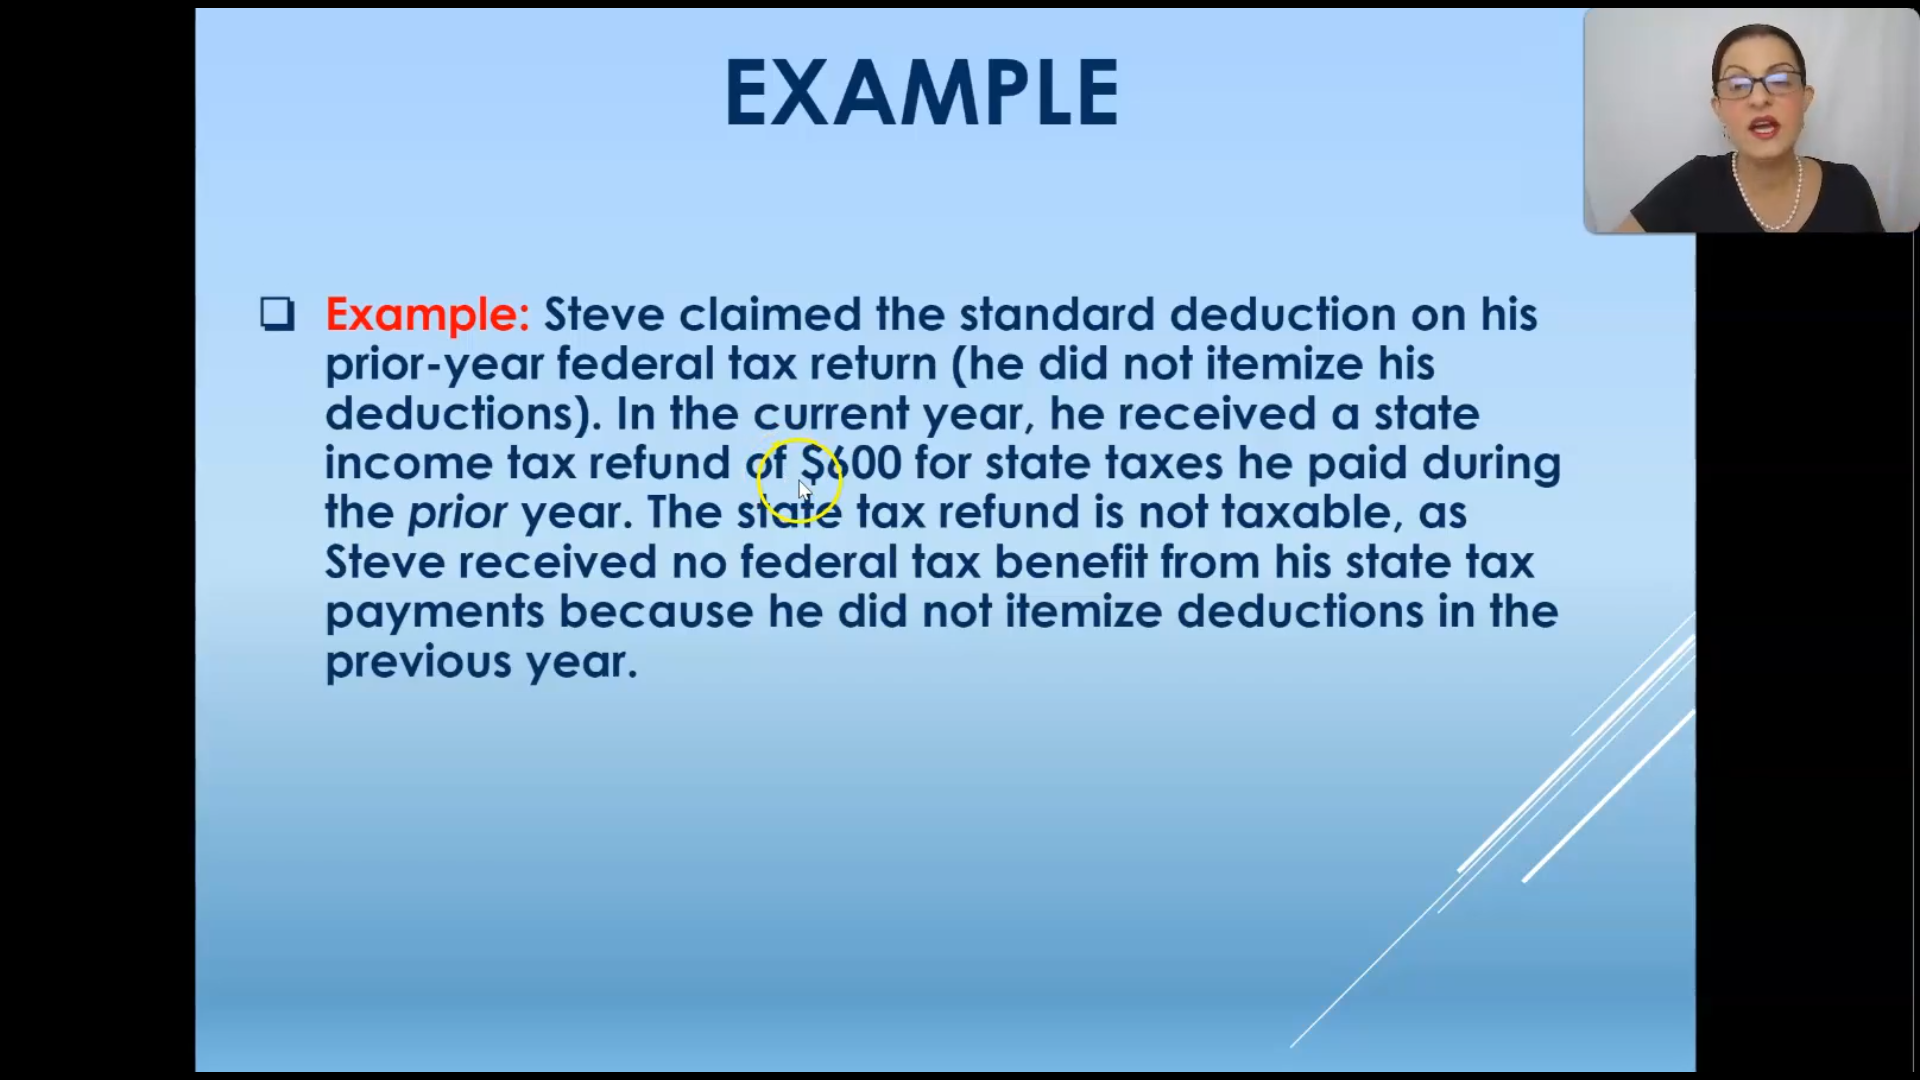 EXAMPLE
Example: Steve claimed the standard deduction on his
prior-year federal tax return (he did not itemize his
deductions). In the current year, he received a state
income tax refund of $600 for state taxes he paid during
the prior year. The state tax refund is not taxable, as
Steve received no federal tax benefit from his state tax
payments because he did not itemize deductions in the
previous year.